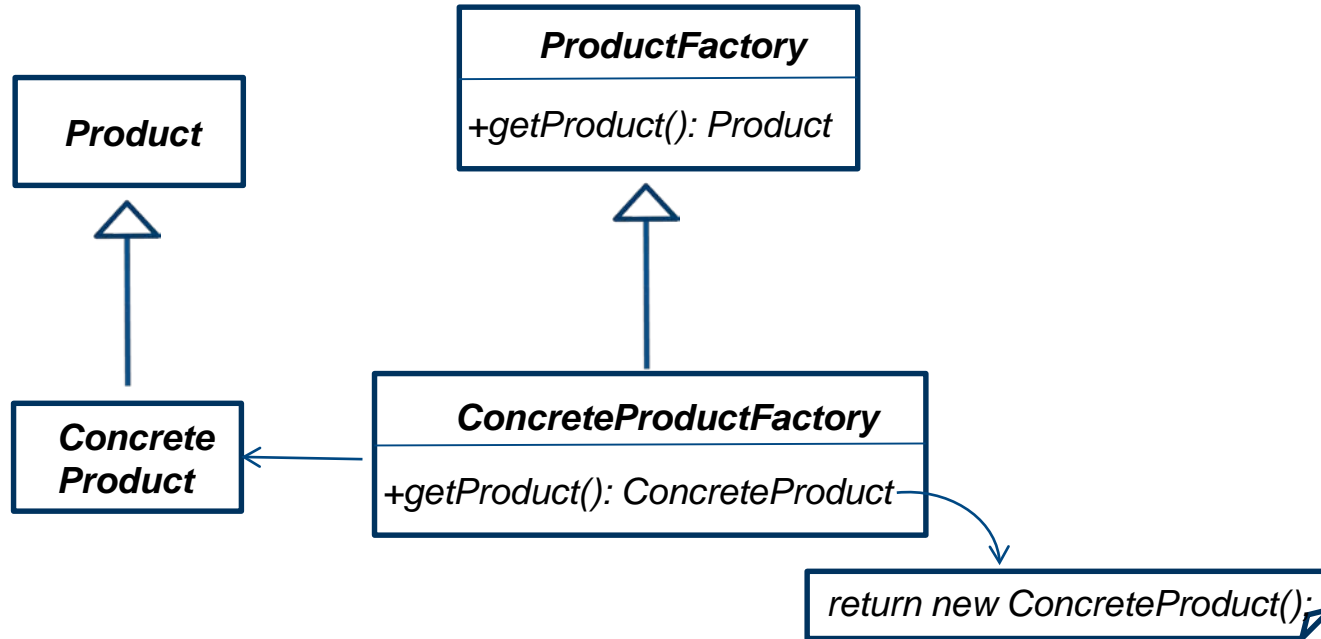 ProductFactory
+getProduct(): Product
Product
ConcreteProductFactory
+getProduct(): ConcreteProduct
Concrete
Product
return new ConcreteProduct();